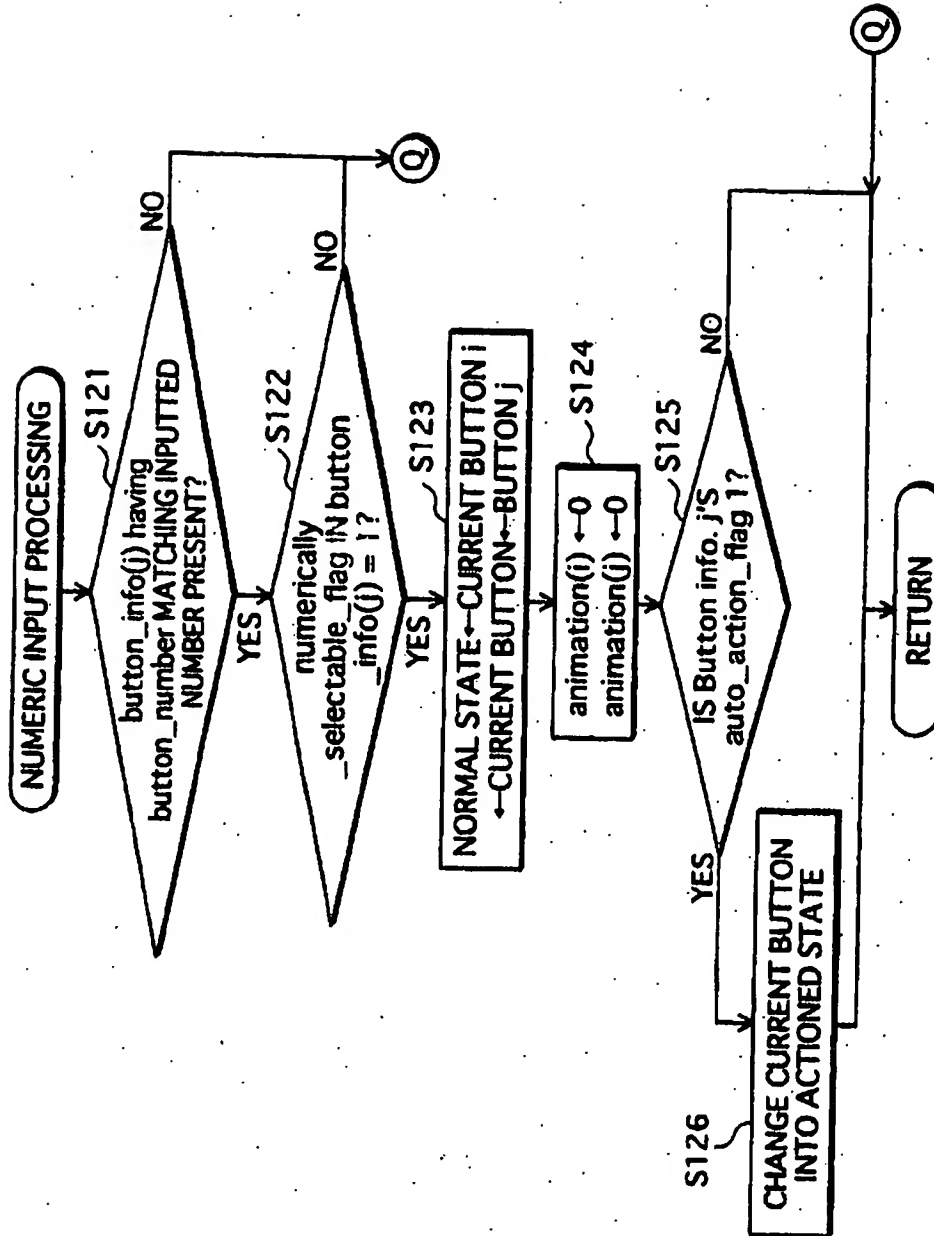 NUMERIC INPUT PROCESSING
S121
button_info(j) having
button_number MATCHING INPUTTED
NUMBER PRESENT?
NO
YES
S122
numerically
_selectable_flag IN button
_info(j) = 1?
NO
Q
YES
S123
NORMAL STATE←CURRENT BUTTON i
←CURRENT BUTTON←BUTTON j
S124
animation(i) ←0
animation(j) ←0
S125
IS Button info. j'S
auto_action_flag 1?
YES
NO
S126
CHANGE CURRENT BUTTON
INTO ACTIONED STATE
Q
RETURN